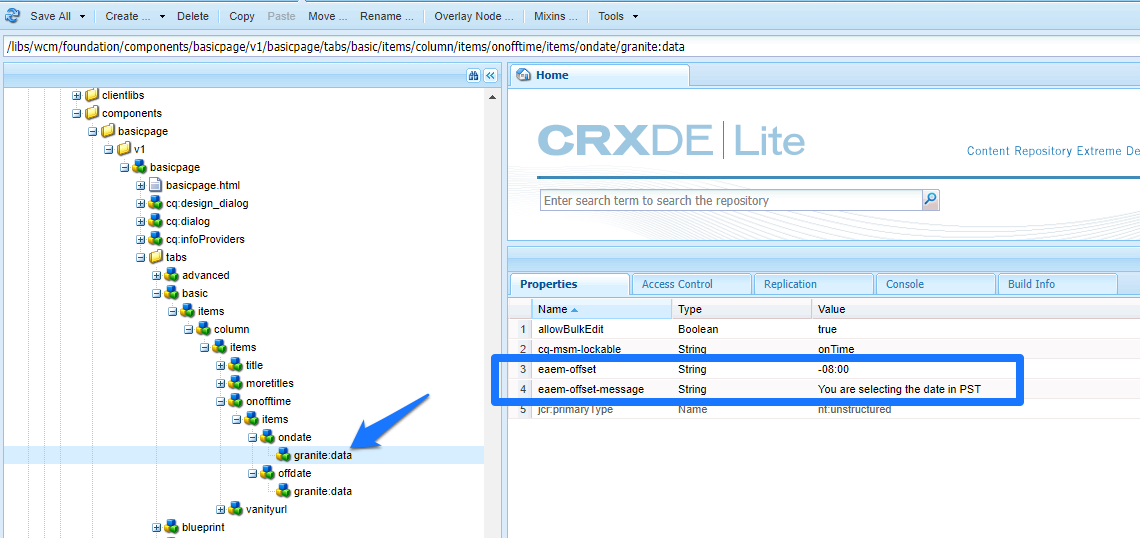 Save All Create ... Delete Copy Paste Move ... Rename ... Overlay Node ... Mixins ... Tools
/libs/wcm/foundation/components/basicpage/v1/basicpage/tabs/basic/items/column/items/onofftime/items/ondate/granite:data
clientlibs
components
basicpage
v1
basicpage
basicpage.html
cq:design_dialog
cq:dialog
cq:infoProviders
tabs
advanced
basic
items
column
items
title
moretitles
onofftime
items
ondate
granite:data
offdate
granite:data
vanityurl
blueprint
Home
CRXDE Lite
Content Repository Extreme De
Enter search term to search the repository
Properties Access Control Replication Console Build Info
Name Type Value
1 allowBulkEdit Boolean true
2 cq-msm-lockable String onTime
3 eaem-offset String -08:00
4 eaem-offset-message String You are selecting the date in PST
5 jcr:primaryType Name nt:unstructured